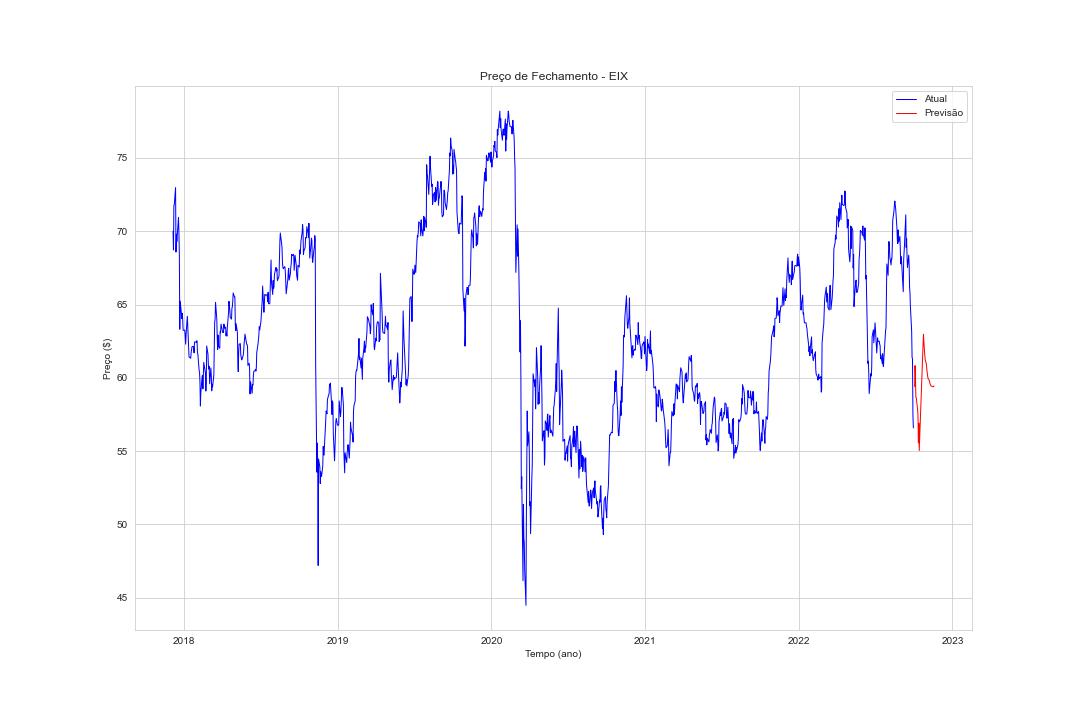 Preço de Fechamento - EIX
Atual
Previsão
Preço ($)
75
70
65
60
55
50
45
2018
2019
2020
2021
2022
2023
Tempo (ano)